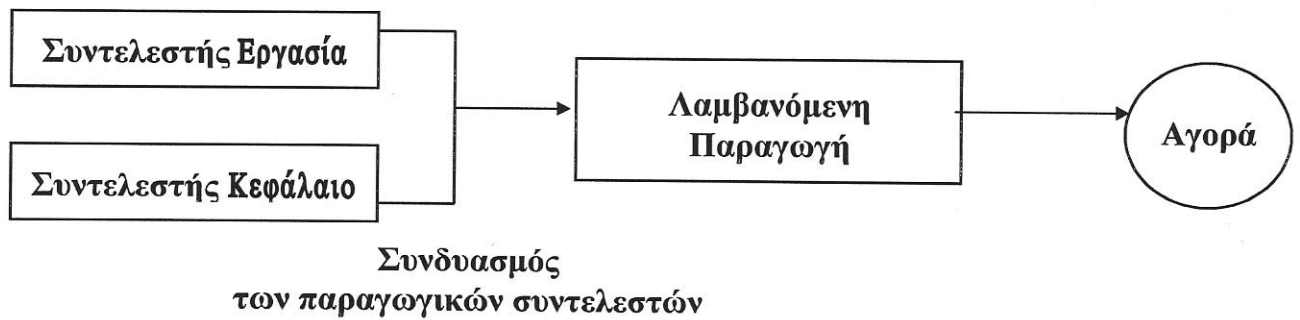 Συντελεστής Εργασία
Συντελεστής Κεφάλαιο
Λαμβανόμενη
Παραγωγή
Αγορά
Συνδυασμός
των παραγωγικών συντελεστών